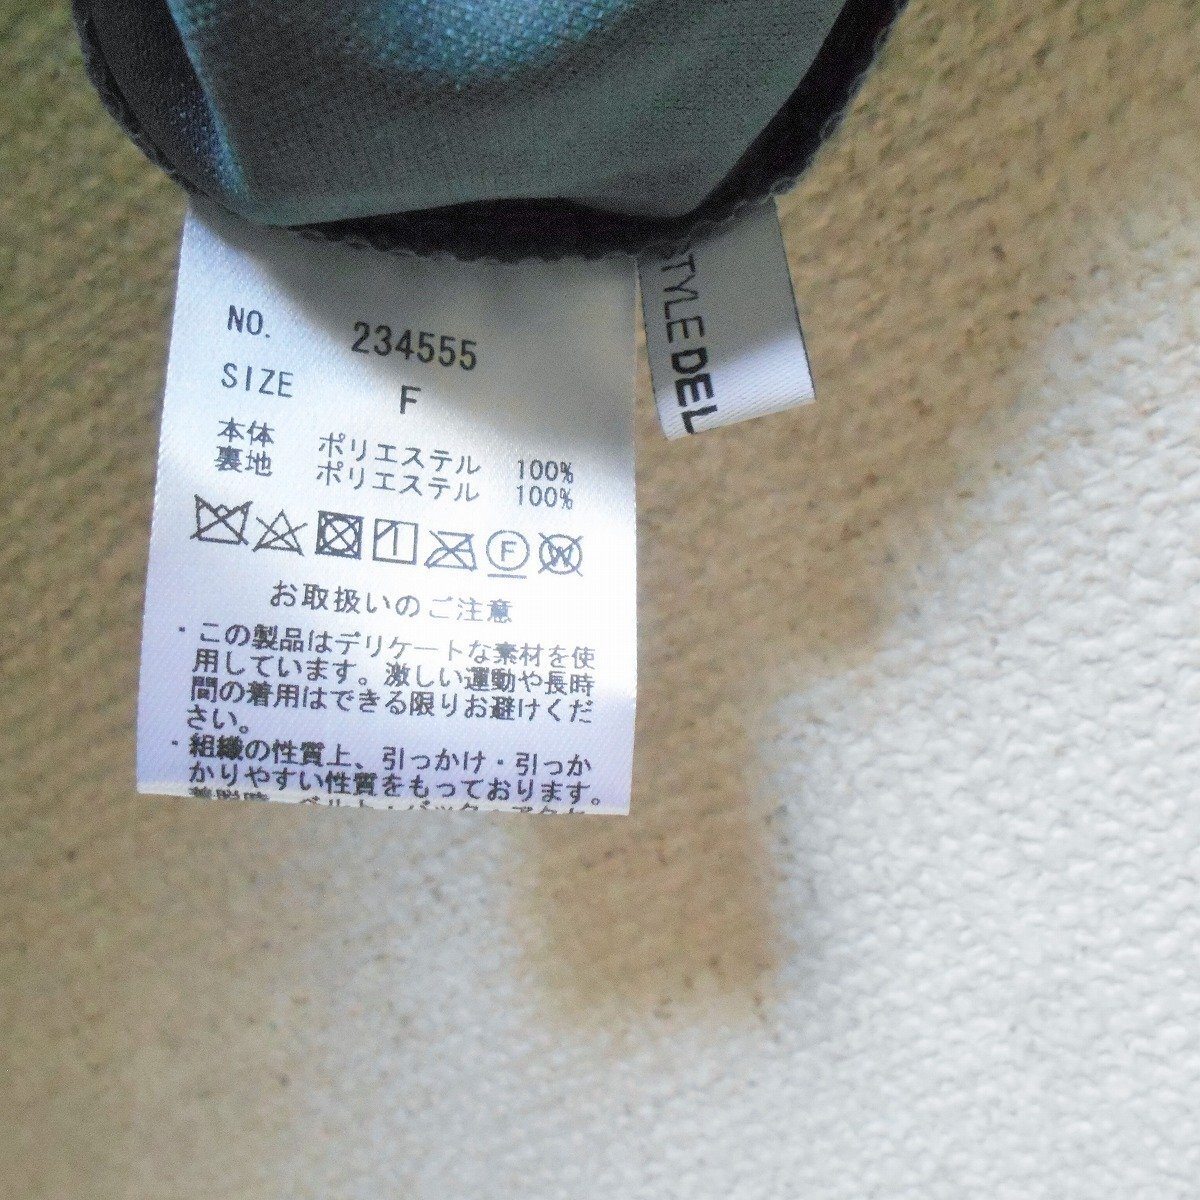 NO. 234555
SIZE F
本体 ポリエステル 100%
裏地 ポリエステル 100%
F
W
お取扱いのご注意
・この製品はデリケートな素材を使
用しています。激しい運動や長時
間の着用はできる限りお避けくだ
さい。
・組織の性質上、引っかけ・引っか
かりやすい性質をもっております。
STYLEDEL